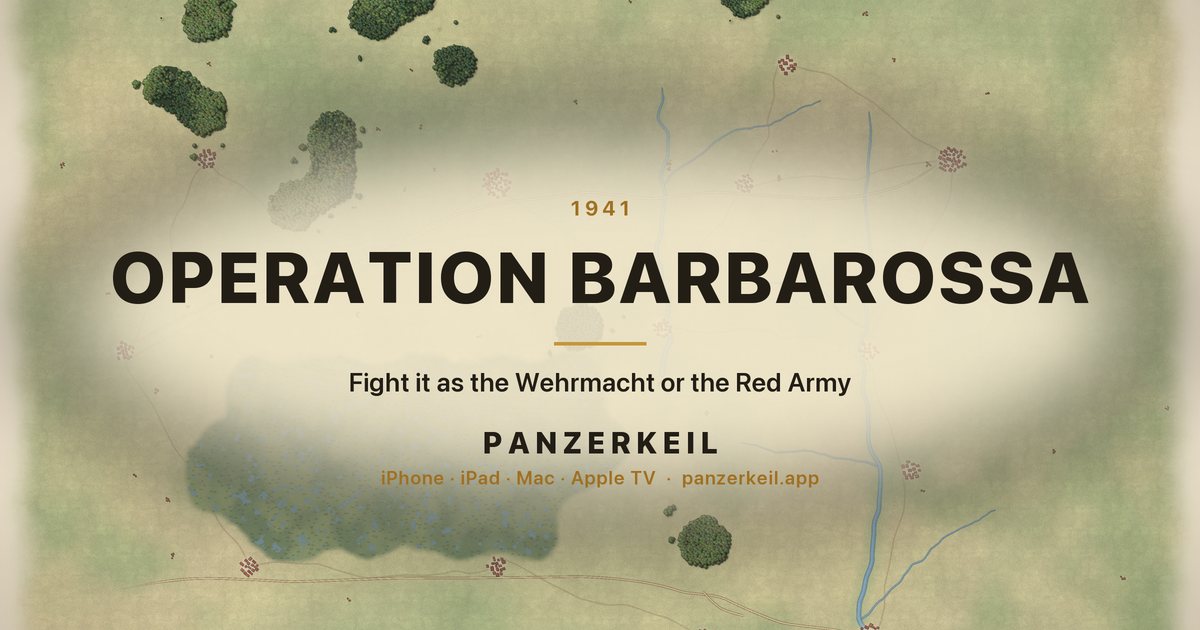 1941
OPERATION BARBAROSSA
Fight it as the Wehrmacht or the Red Army
PANZERKEIL
iPhone · iPad · Mac · Apple TV · panzerkeil.app